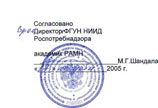 Согласовано
ДиректорФГУН НИИД
Роспотребнадзора
академик РАМН
М.Г.Шандала
2005 г.